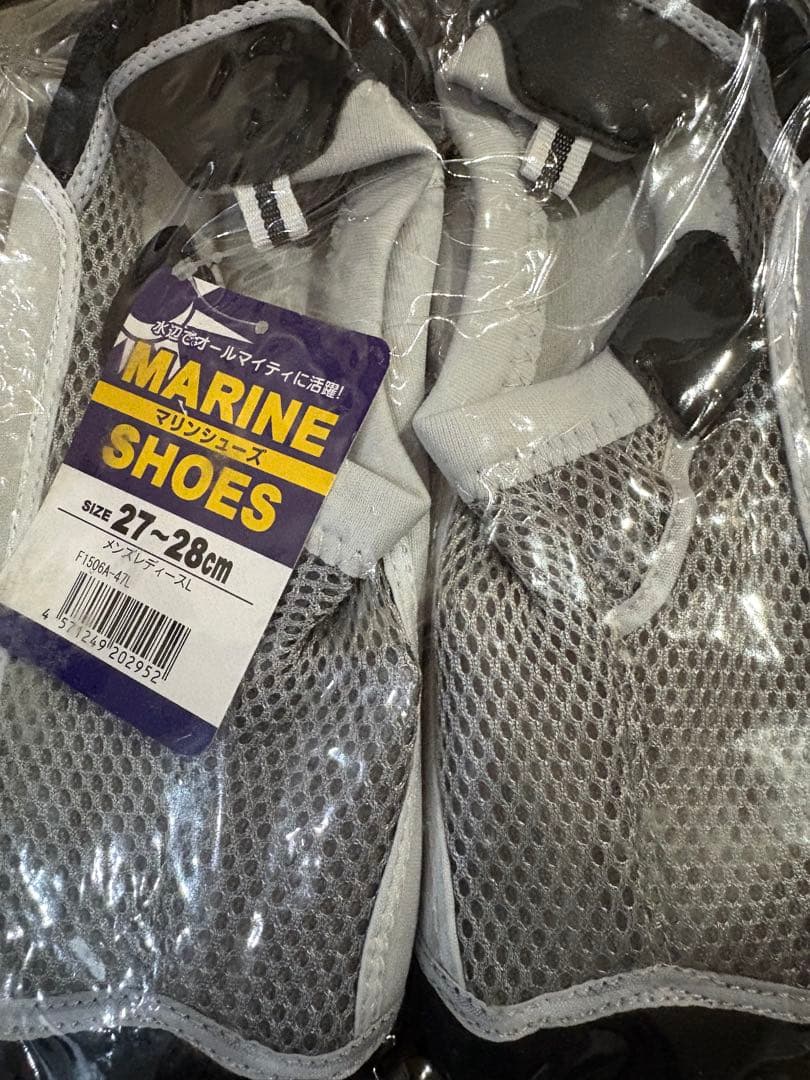 水辺でオールマイティに活躍!
MARINE
マリンシューズ
SHOES
SIZE 27~28cm
メンズレディースL
F1506A-47L
4 571249 202952